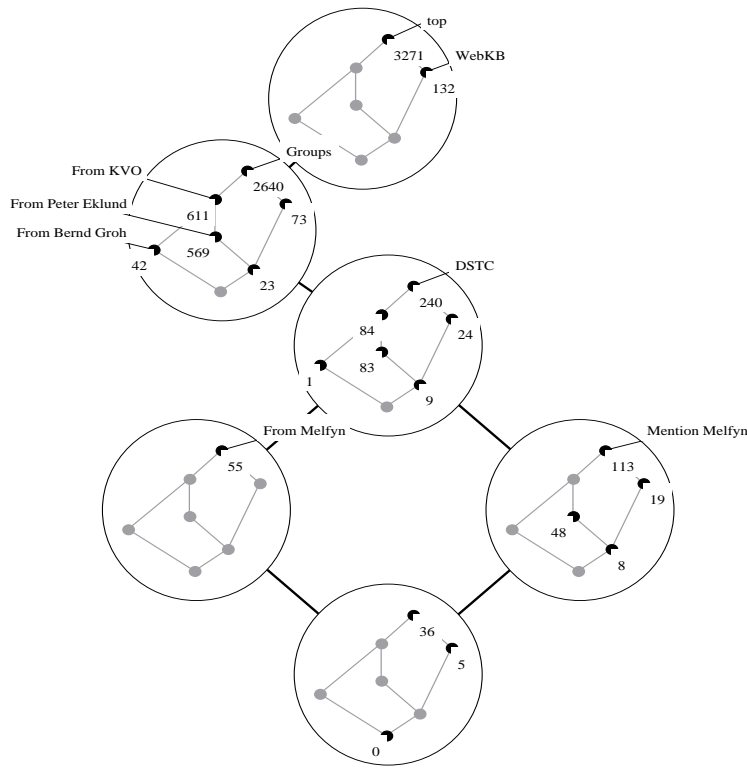 top
3271 WebKB
132
Groups
From KVO
2640
From Peter Eklund
611
73
From Bernd Groh
569
42
23
DSTC
240
84
24
83
1
9
From Melfyn
55
Mention Melfyn
113
19
48
8
36
5
0